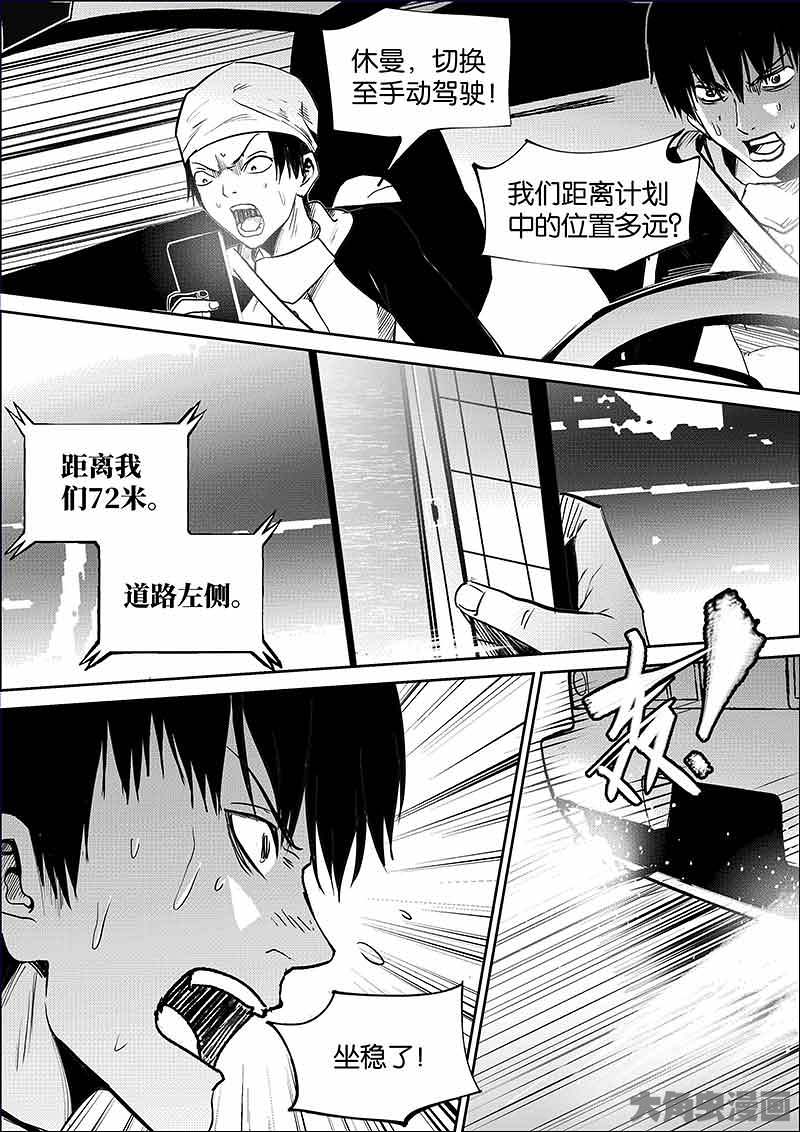 休曼，切换
至手动驾驶！
我们距离计划
中的位置多远？
距离我
们72米。
道路左侧。
坐稳了！
大角虫漫画